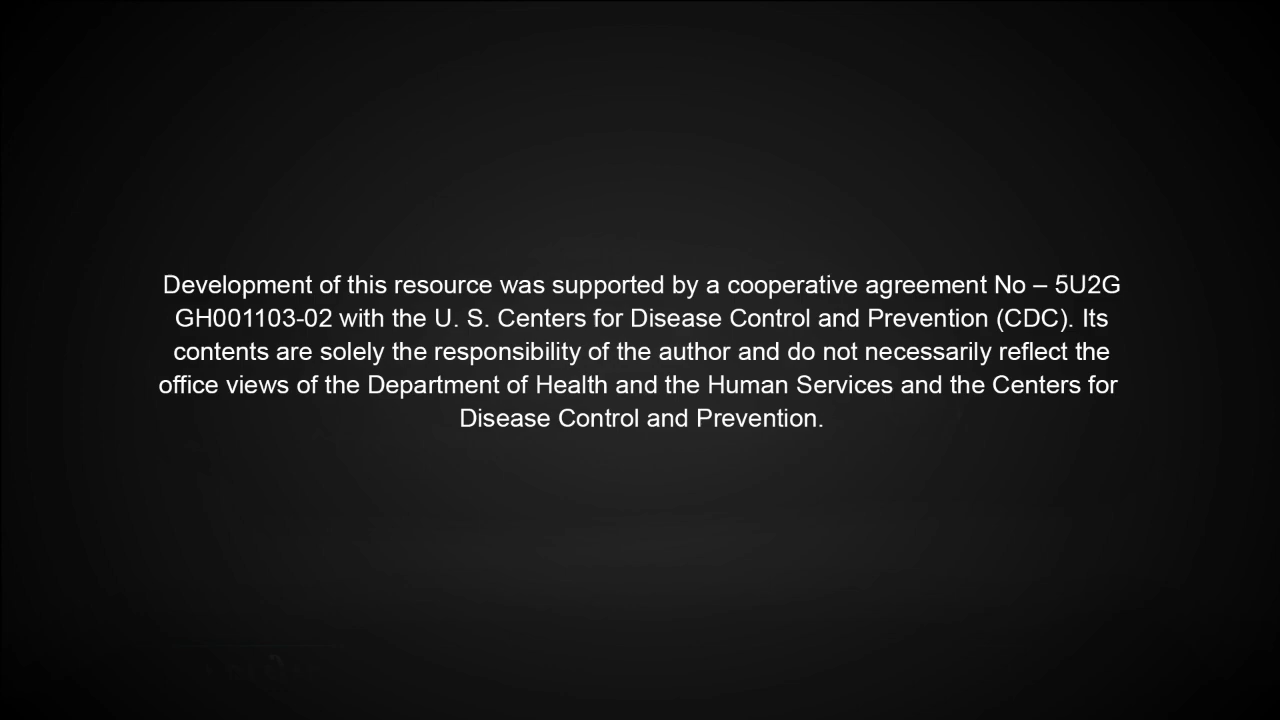 Development of this resource was supported by a cooperative agreement No – 5U2G
GH001103-02 with the U. S. Centers for Disease Control and Prevention (CDC). Its
contents are solely the responsibility of the author and do not necessarily reflect the
office views of the Department of Health and the Human Services and the Centers for
Disease Control and Prevention.